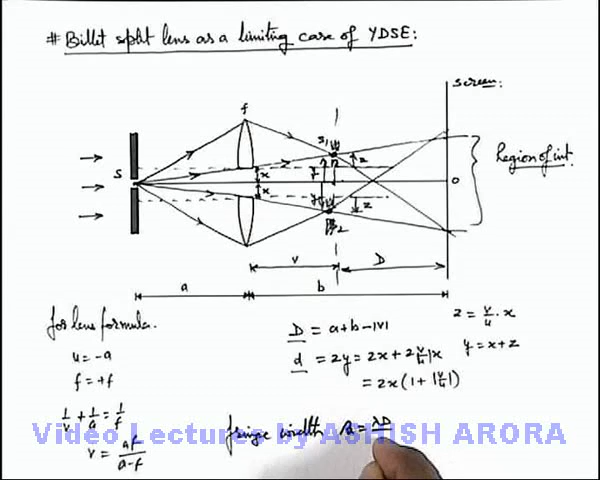 # Billet split lens as a limiting case of YDSE:
screen:
f
S₁
x
z
y
S
x
O
Region of int.
z
S₂
v
D
a
b
for lens formula.
u = -a
f = +f
1/v + 1/a = 1/f
v = af/(a-f)
D = a+b-|v|
d = 2y = 2x + 2|v/u|x
= 2x(1+|v/u|)
z = v/u · x
y = x+z
fringe width β = λD/
Video Lectures by ASHISH ARORA